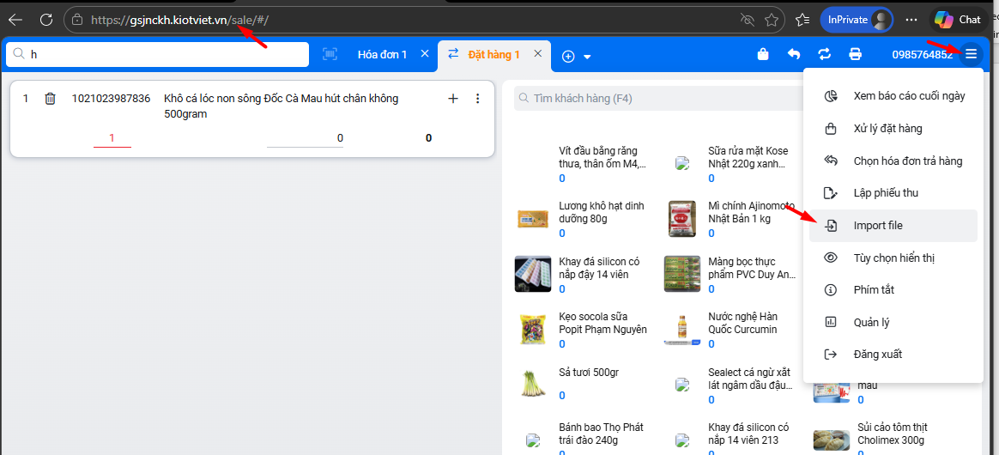 https://gsjnckh.kiotviet.vn/sale/#/
InPrivate
Chat
h
Hóa đơn 1
Đặt hàng 1
0985764852
1 1021023987836 Khô cá lóc non sông Đốc Cà Mau hút chân không
500gram
1 0 0
Tìm khách hàng (F4)
Vít đầu bằng răng
thưa, thân ốm M4,...
0
Sữa rửa mặt Kose
Nhật 220g xanh...
0
Lương khô hạt dinh
dưỡng 80g
0
Mì chính Ajinomoto
Nhật Bản 1 kg
0
Khay đá silicon có
nắp đậy 14 viên
0
Màng bọc thực
phẩm PVC Duy An...
0
Kẹo socola sữa
Popit Phạm Nguyên
0
Nước nghệ Hàn
Quốc Curcumin
0
Sả tươi 500gr
0
Sealect cá ngừ xắt
lát ngâm dầu đậu...
0
màu
0
Bánh bao Thọ Phát
trái đào 240g
0
Khay đá silicon có
nắp 14 viên 213
0
Sủi cảo tôm thịt
Cholimex 300g
0
Xem báo cáo cuối ngày
Xử lý đặt hàng
Chọn hóa đơn trả hàng
Lập phiếu thu
Import file
Tùy chọn hiển thị
Phím tắt
Quản lý
Đăng xuất